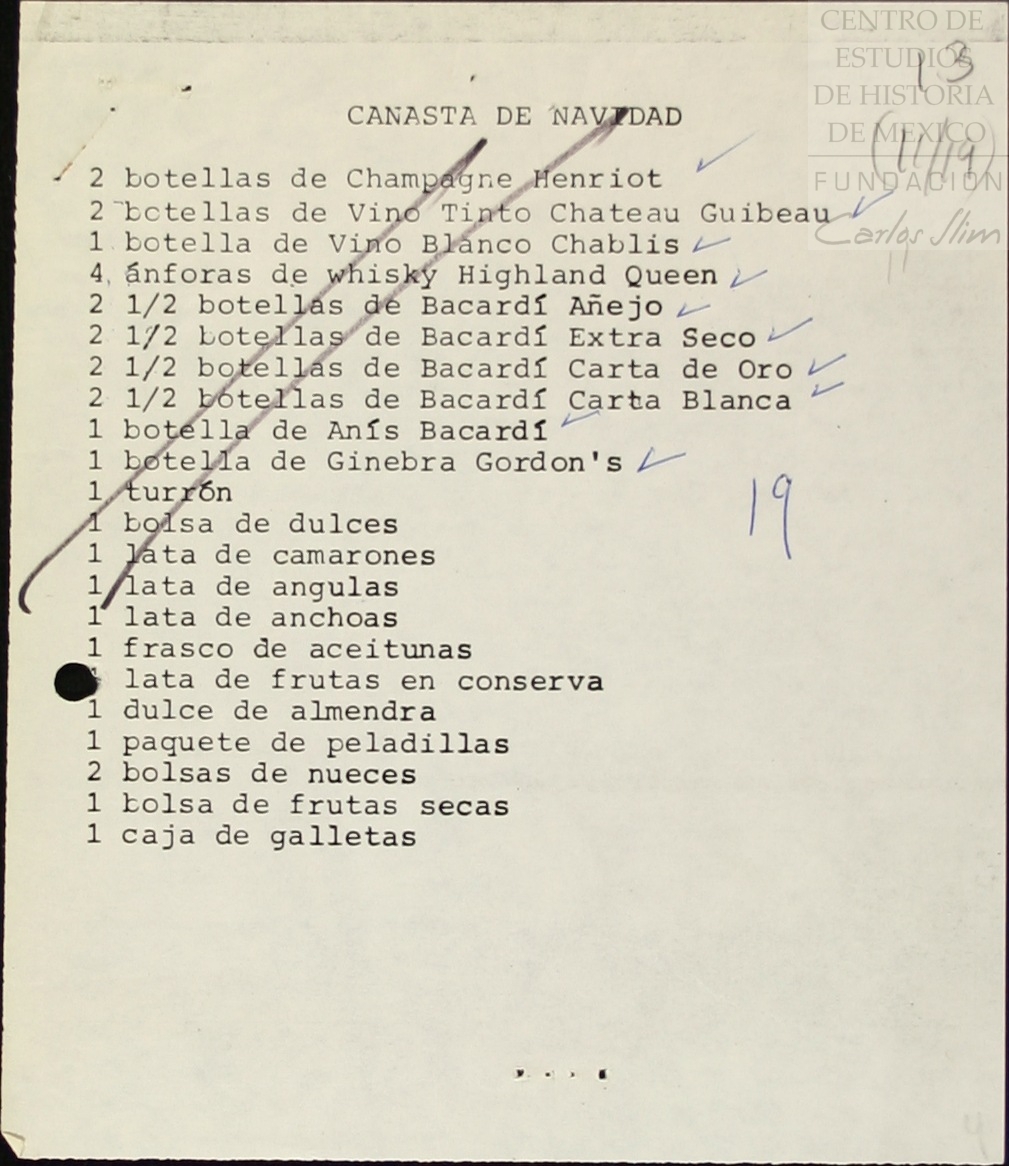 CENTRO DE
ESTUDIOS
DE HISTORIA
DE MEXICO
FUNDACIÓN
Carlos Slim
13
(11/19)
CANASTA DE NAVIDAD
2 botellas de Champagne Henriot
2 botellas de Vino Tinto Chateau Guibeau
1 botella de Vino Blanco Chablis
4 ánforas de whisky Highland Queen
2 1/2 botellas de Bacardí Añejo
2 1/2 botellas de Bacardí Extra Seco
2 1/2 botellas de Bacardí Carta de Oro
2 1/2 botellas de Bacardí Carta Blanca
1 botella de Anís Bacardí
1 botella de Ginebra Gordon's
1 turrón
19
1 bolsa de dulces
1 lata de camarones
1 lata de angulas
1 lata de anchoas
1 frasco de aceitunas
lata de frutas en conserva
1 dulce de almendra
1 paquete de peladillas
2 bolsas de nueces
1 bolsa de frutas secas
1 caja de galletas
4